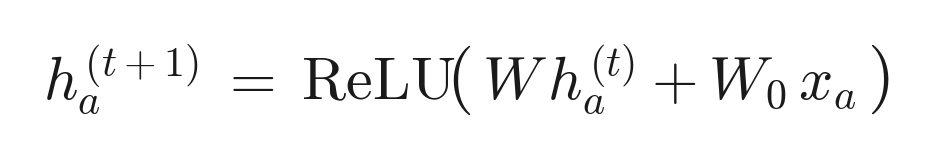 h_a^{(t+1)} = ReLU(W h_a^{(t)} + W_0 x_a)